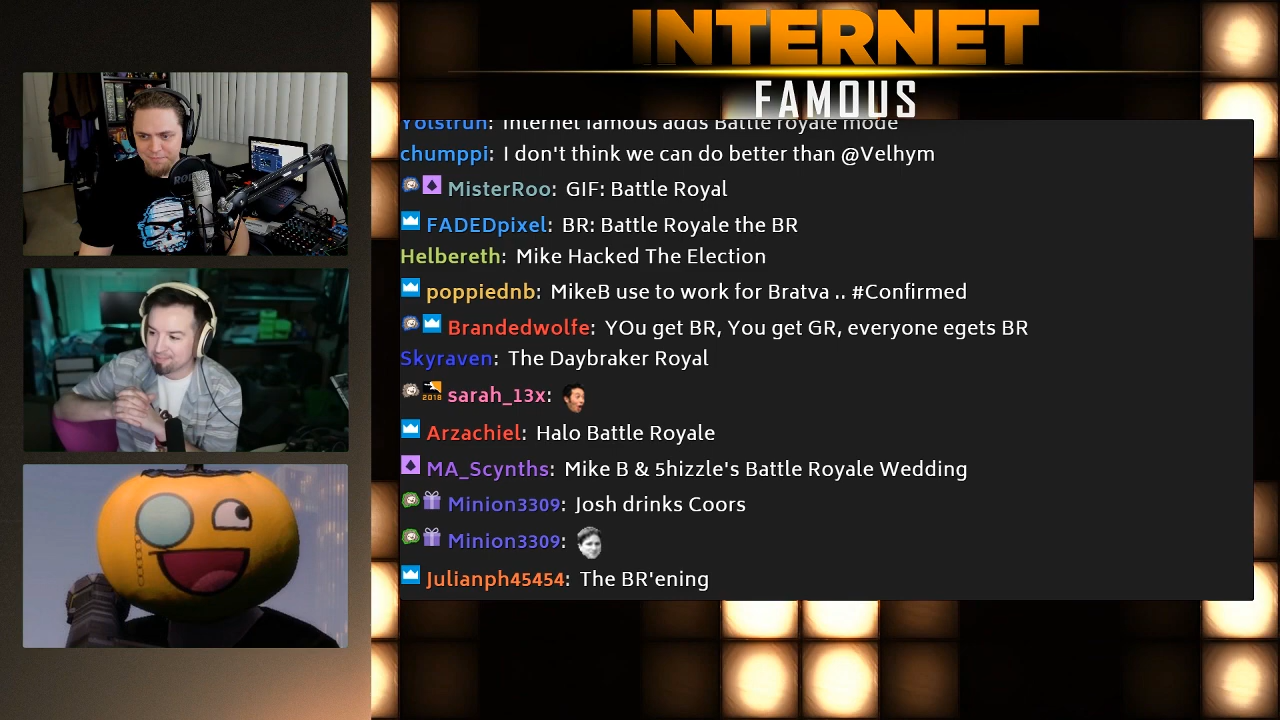 INTERNET
FAMOUS
Yolstrun: Internet famous adds Battle royale mode
chumppi: I don't think we can do better than @Velhym
MisterRoo: GIF: Battle Royal
FADEDpixel: BR: Battle Royale the BR
Helbereth: Mike Hacked The Election
poppiednb: MikeB use to work for Bratva .. #Confirmed
Brandedwolfe: YOu get BR, You get GR, everyone egets BR
Skyraven: The Daybraker Royal
2018 sarah_13x:
Arzachiel: Halo Battle Royale
MA_Scynths: Mike B & 5hizzle's Battle Royale Wedding
Minion3309: Josh drinks Coors
Minion3309:
Julianph45454: The BR'ening